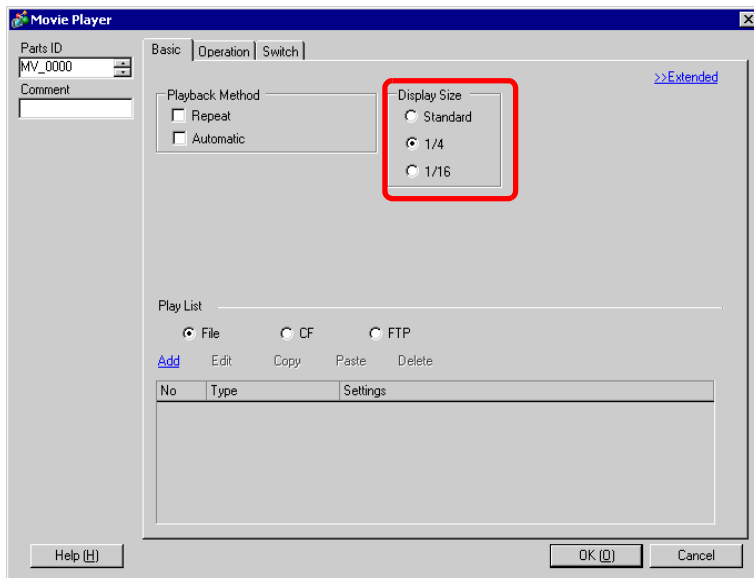 Movie Player
Parts ID
MV_0000
Comment
Basic Operation Switch
>>Extended
Playback Method
Repeat
Automatic
Display Size
Standard
1/4
1/16
Play List
File CF FTP
Add Edit Copy Paste Delete
No Type Settings
Help (H) OK (O) Cancel